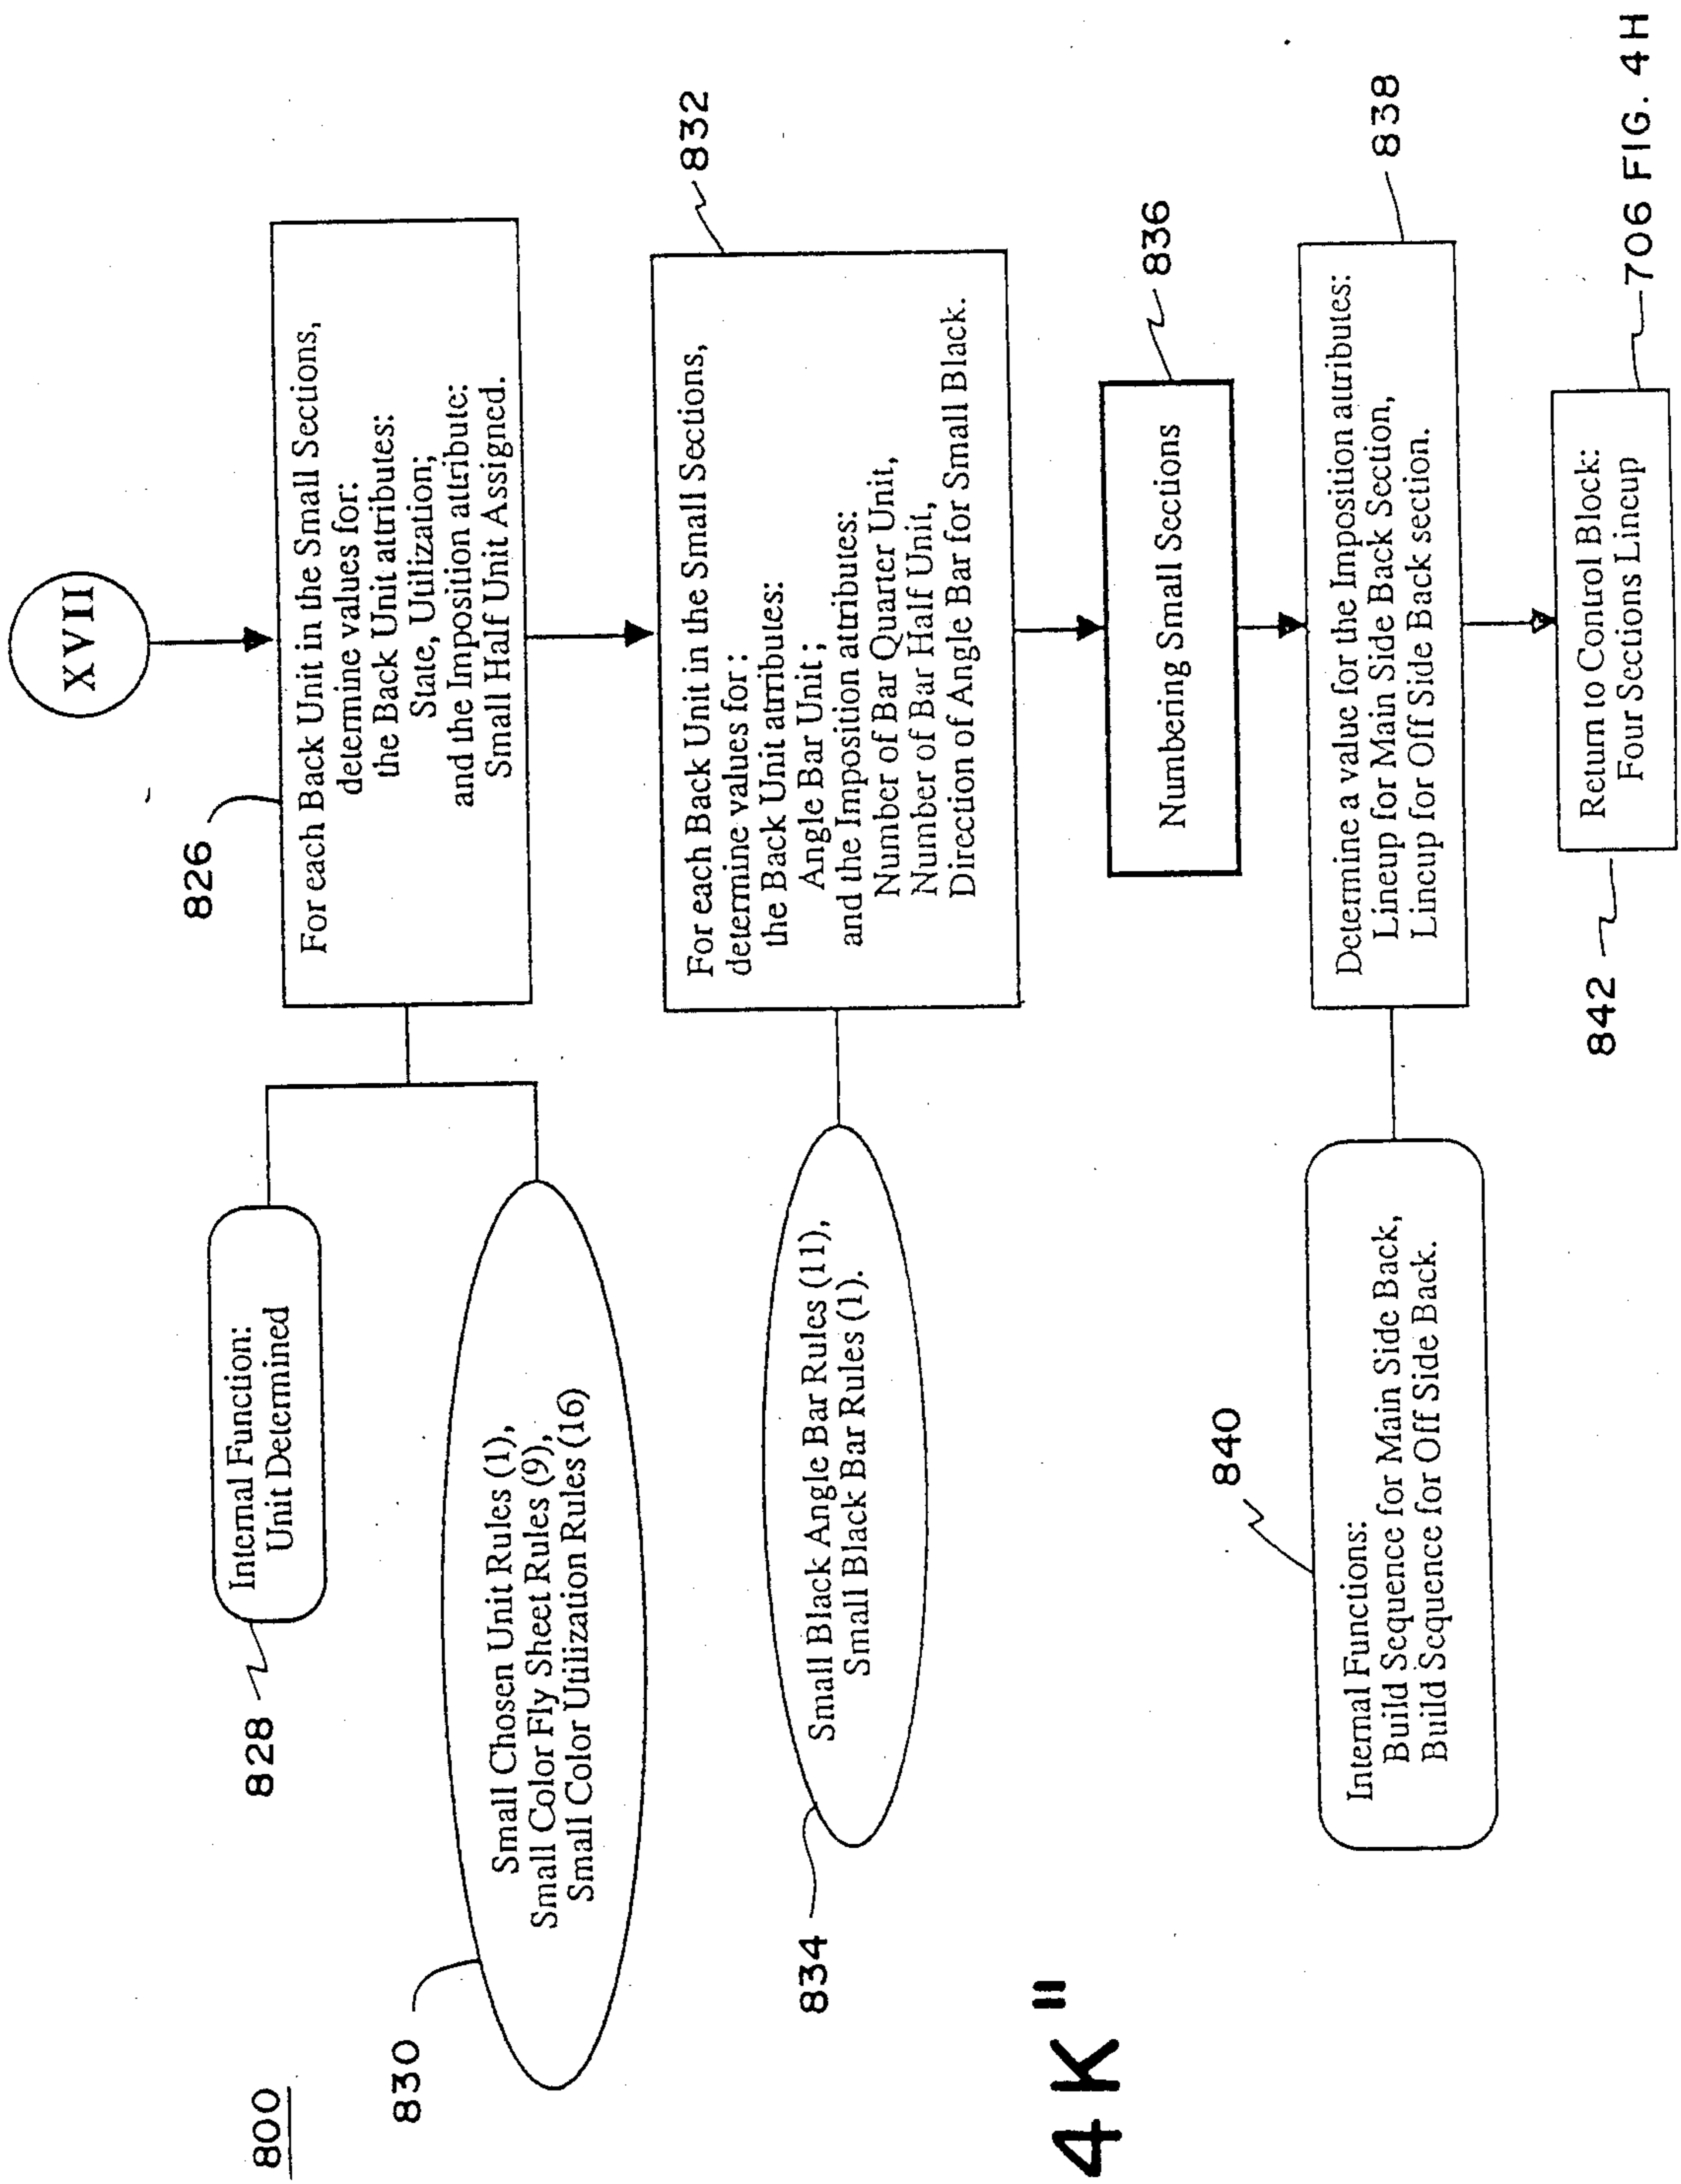 800
XVII
826
For each Back Unit in the Small Sections,
determine values for:
the Back Unit attributes:
State, Utilization;
and the Imposition attribute:
Small Half Unit Assigned.
828
Internal Function:
Unit Determined
830
Small Chosen Unit Rules (1),
Small Color Fly Sheet Rules (9),
Small Color Utilization Rules (16)
832
For each Back Unit in the Small Sections,
determine values for :
the Back Unit attributes:
Angle Bar Unit ;
and the Imposition attributes:
Number of Bar Quarter Unit,
Number of Bar Half Unit,
Direction of Angle Bar for Small Black.
834
Small Black Angle Bar Rules (11),
Small Black Bar Rules (1).
836
Numbering Small Sections
838
Determine a value for the Imposition attributes:
Lineup for Main Side Back Section,
Lineup for Off Side Back section.
840
Internal Functions:
Build Sequence for Main Side Back,
Build Sequence for Off Side Back.
842
Return to Control Block:
Four Sections Lineup
706 FIG. 4H
4K"